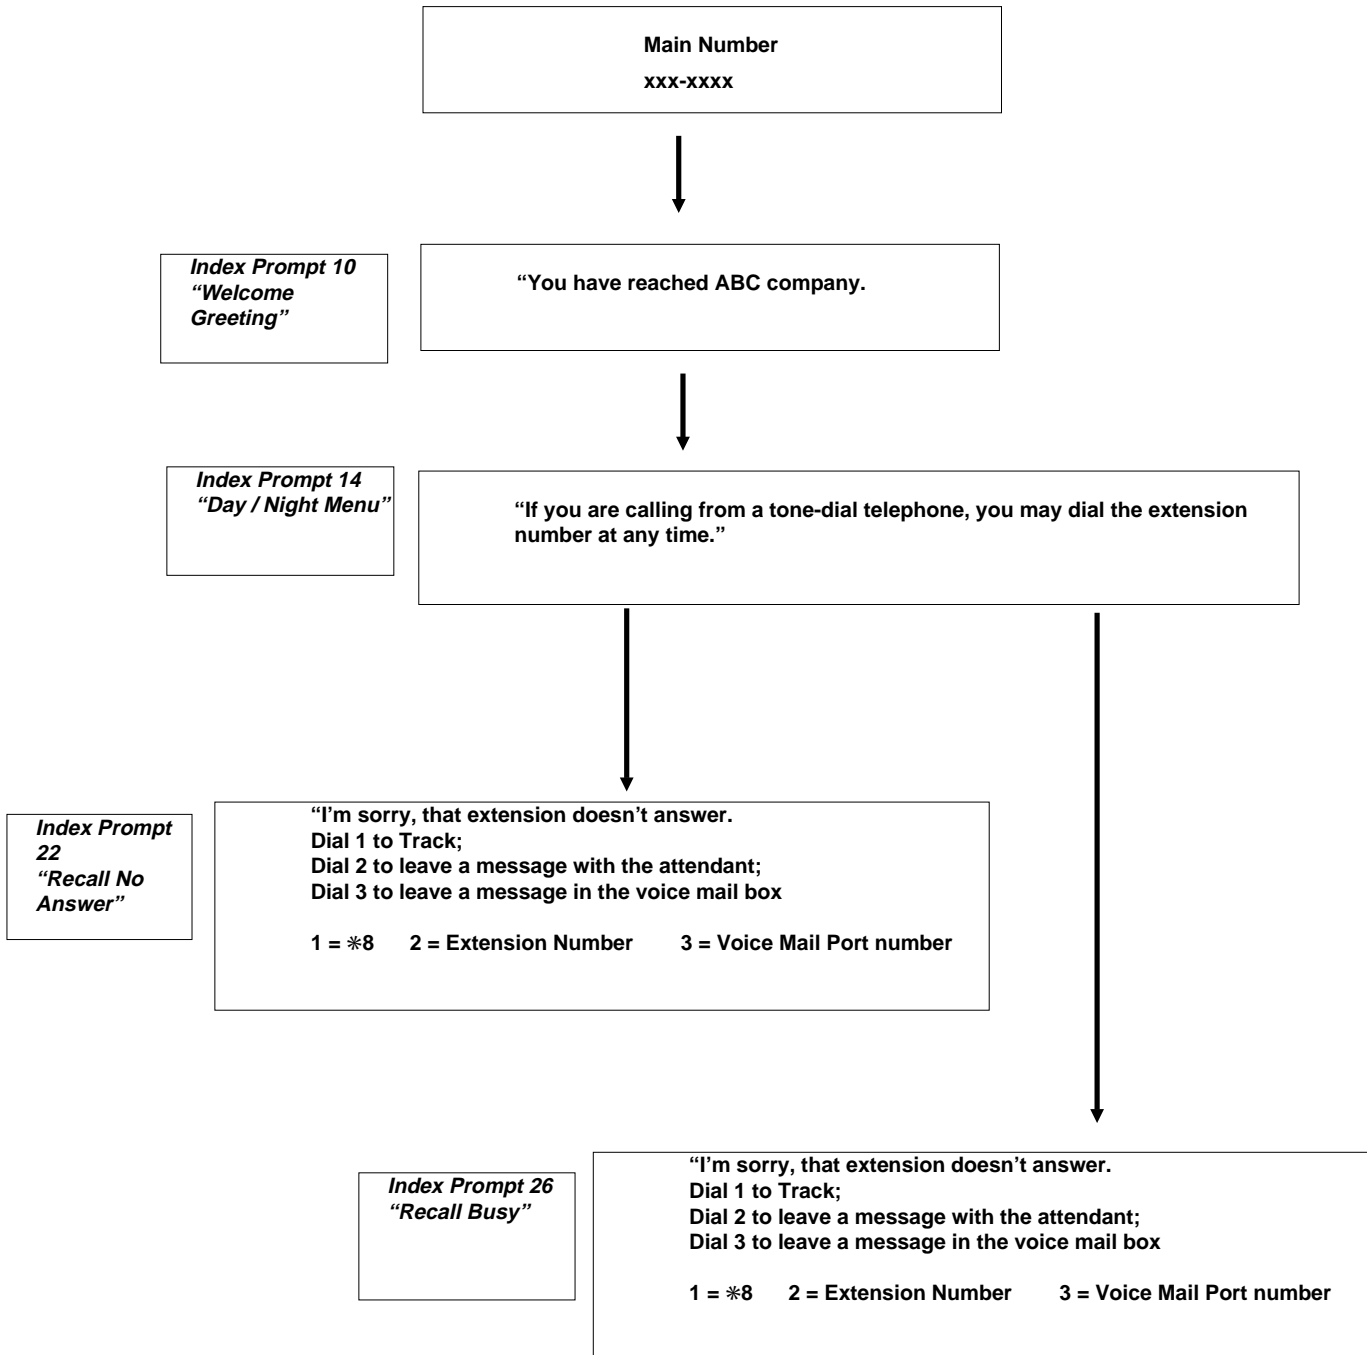 Main Number
xxx-xxxx
Index Prompt 10
“Welcome
Greeting”
“You have reached ABC company.
Index Prompt 14
“Day / Night Menu”
“If you are calling from a tone-dial telephone, you may dial the extension
number at any time.”
Index Prompt
22
“Recall No
Answer”
“I’m sorry, that extension doesn’t answer.
Dial 1 to Track;
Dial 2 to leave a message with the attendant;
Dial 3 to leave a message in the voice mail box
1 = ✳8 2 = Extension Number 3 = Voice Mail Port number
Index Prompt 26
“Recall Busy”
“I’m sorry, that extension doesn’t answer.
Dial 1 to Track;
Dial 2 to leave a message with the attendant;
Dial 3 to leave a message in the voice mail box
1 = ✳8 2 = Extension Number 3 = Voice Mail Port number